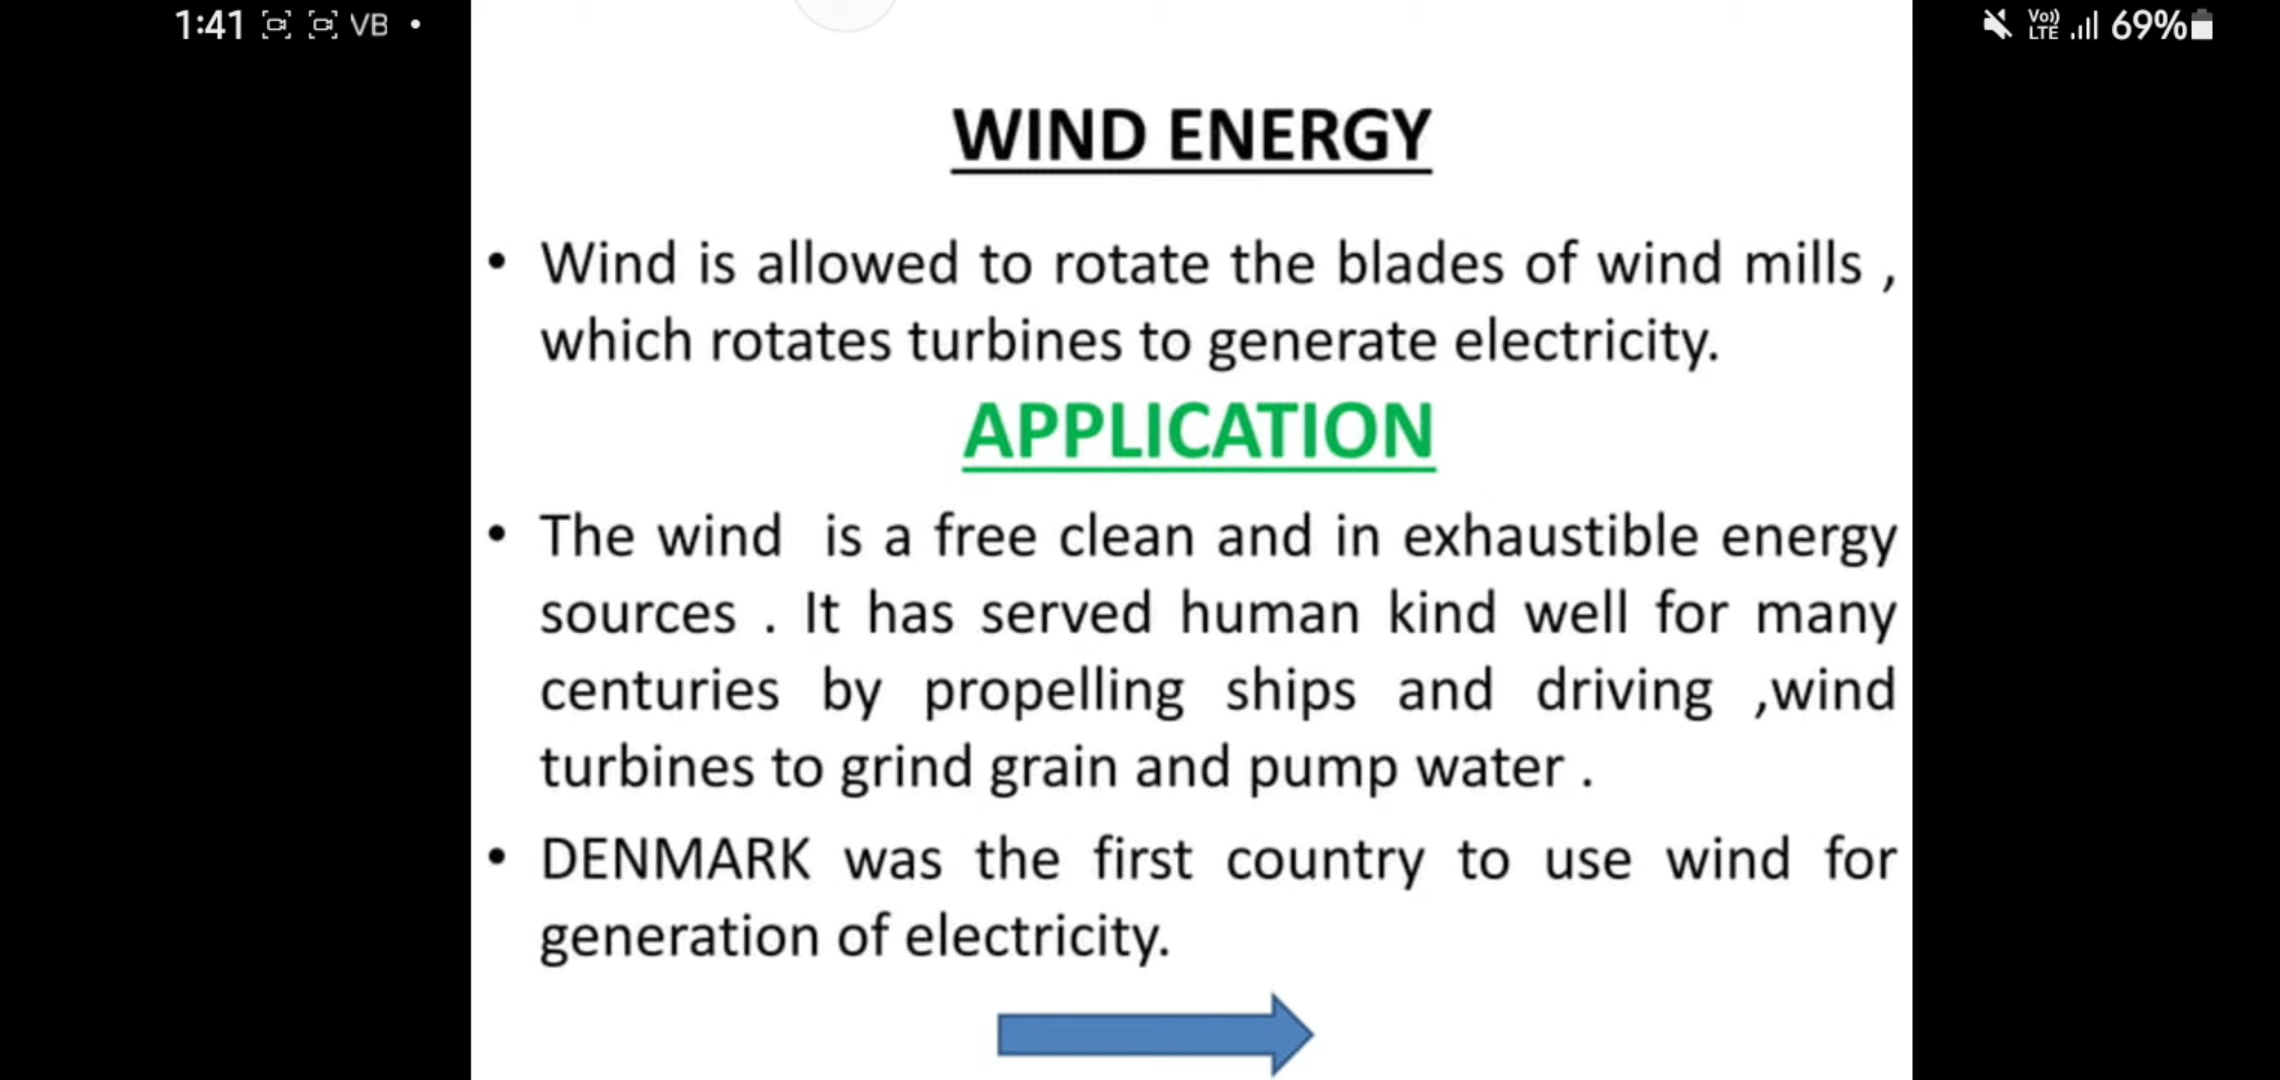 1:41 VB •
Vo)) LTE 69%
WIND ENERGY
• Wind is allowed to rotate the blades of wind mills ,
which rotates turbines to generate electricity.
APPLICATION
• The wind  is a free clean and in exhaustible energy
sources . It has served human kind well for many
centuries by propelling ships and driving ,wind
turbines to grind grain and pump water .
• DENMARK was the first country to use wind for
generation of electricity.